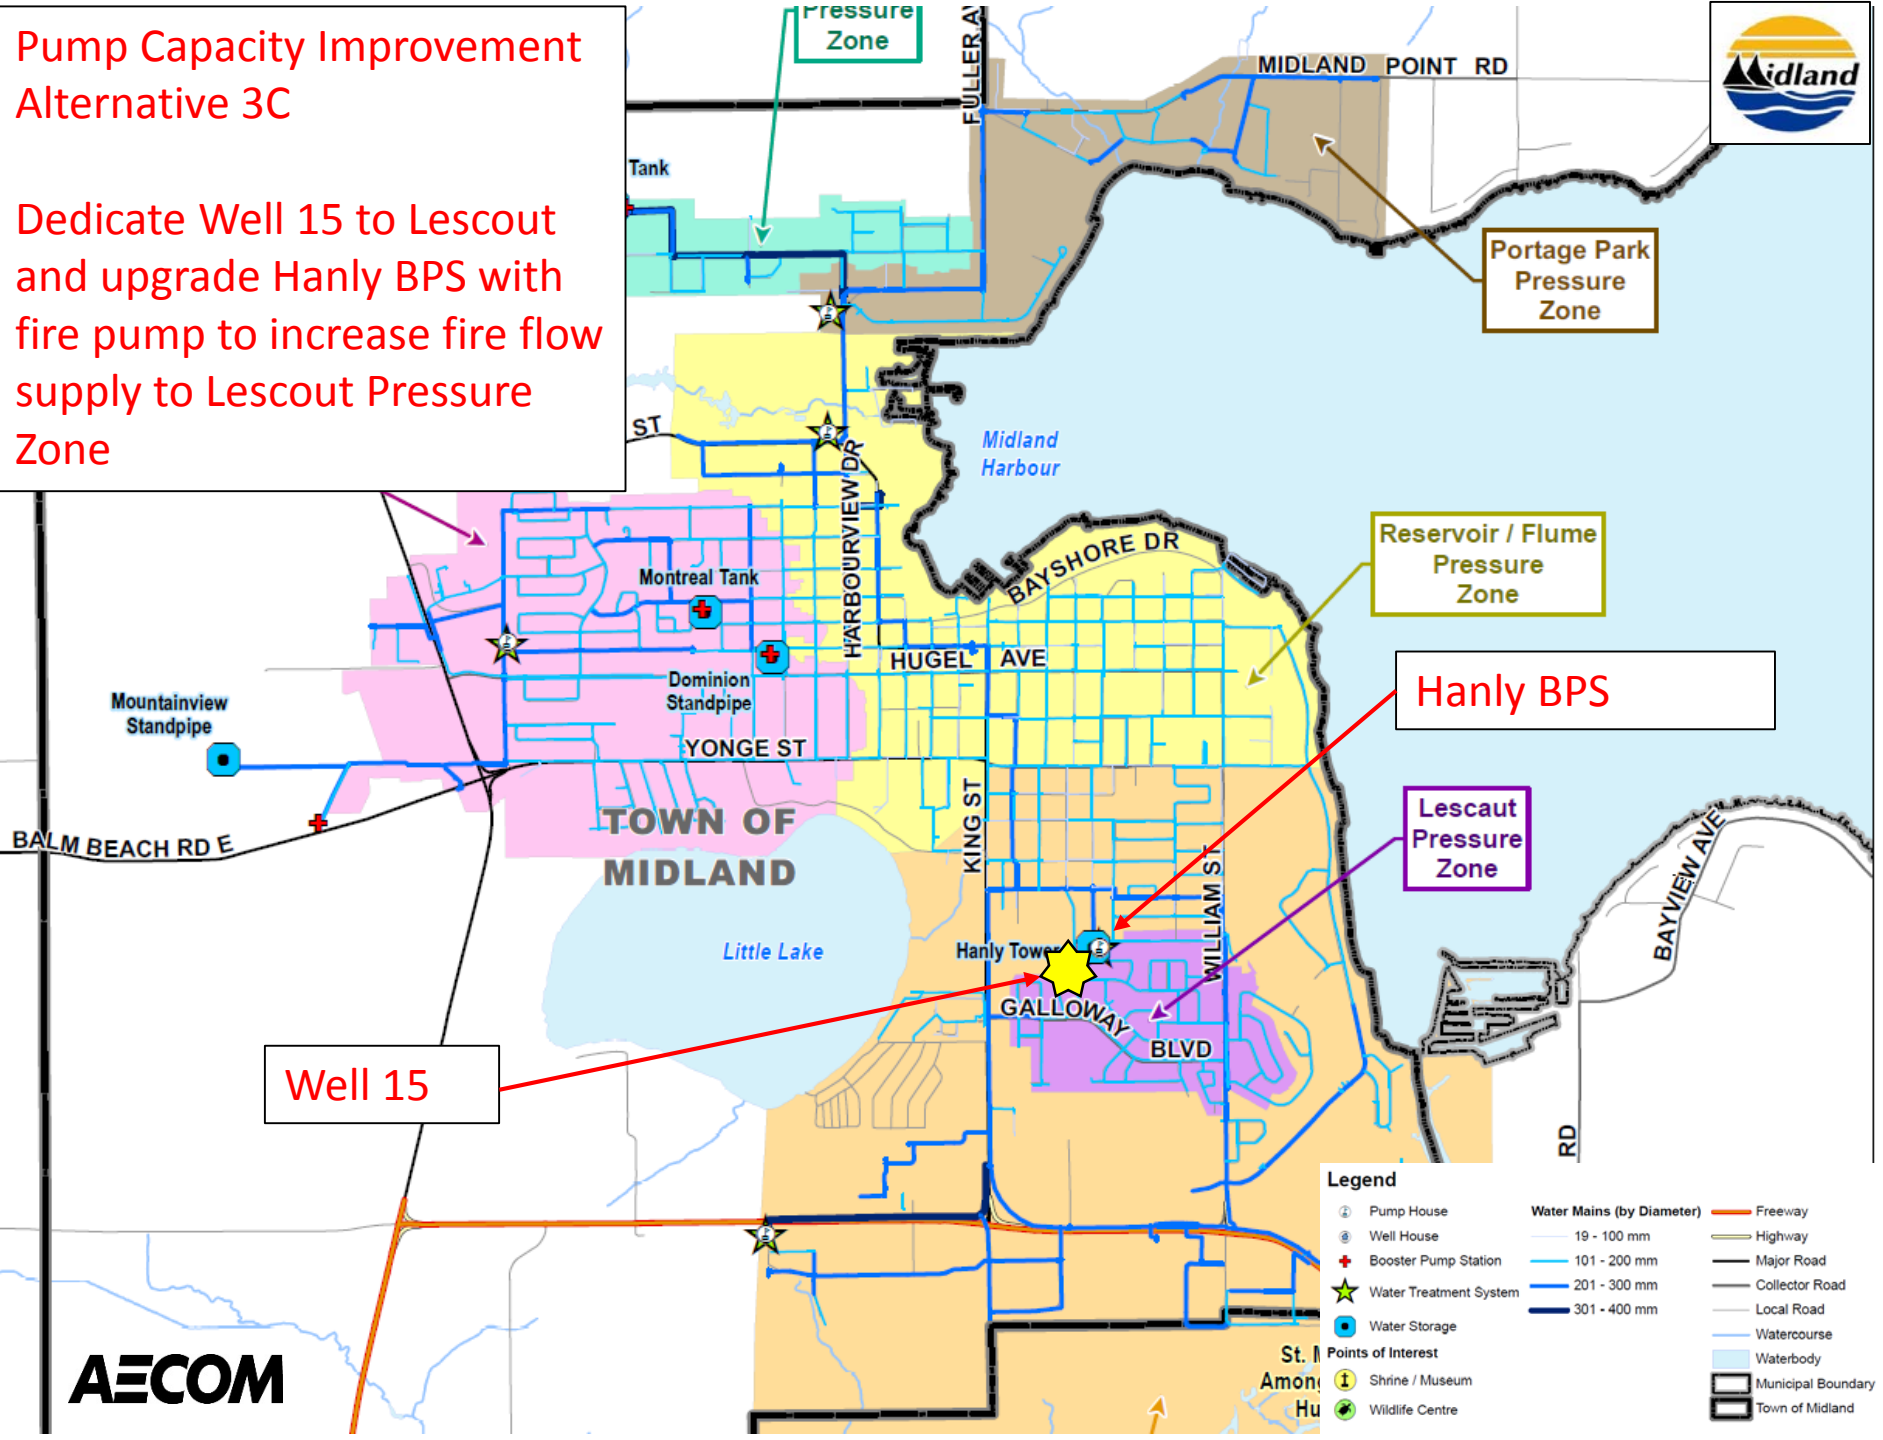 Pump Capacity Improvement
Alternative 3C
Dedicate Well 15 to Lescout
and upgrade Hanly BPS with
fire pump to increase fire flow
supply to Lescout Pressure
Zone
Pressure
Zone
FULLER A
MIDLAND POINT RD
Midland
Tank
Portage Park
Pressure
Zone
ST
Midland
Harbour
HARBOURVIEW DR
BAYSHORE DR
Reservoir / Flume
Pressure
Zone
Montreal Tank
HUGEL AVE
Dominion
Standpipe
Mountainview
Standpipe
Hanly BPS
YONGE ST
KING ST
TOWN OF
MIDLAND
BALM BEACH RD E
Lescaut
Pressure
Zone
WILLIAM ST
BAYVIEW AVE
Little Lake
Hanly Tower
GALLOWAY
BLVD
Well 15
RD
Legend
Pump House
Well House
Booster Pump Station
Water Treatment System
Water Storage
Points of Interest
Shrine / Museum
Wildlife Centre
Water Mains (by Diameter)
19 - 100 mm
101 - 200 mm
201 - 300 mm
301 - 400 mm
Freeway
Highway
Major Road
Collector Road
Local Road
Watercourse
Waterbody
Municipal Boundary
Town of Midland
St.
Among
Hu
AECOM